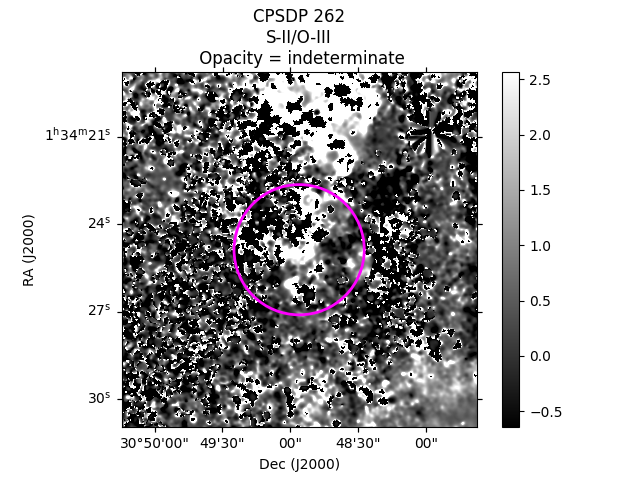 CPSDP 262
S-II/O-III
Opacity = indeterminate
2.5
2.0
1.5
1.0
0.5
0.0
−0.5
1h34m21s
24s
27s
30s
RA (J2000)
30°50'00" 49'30" 00" 48'30" 00"
Dec (J2000)